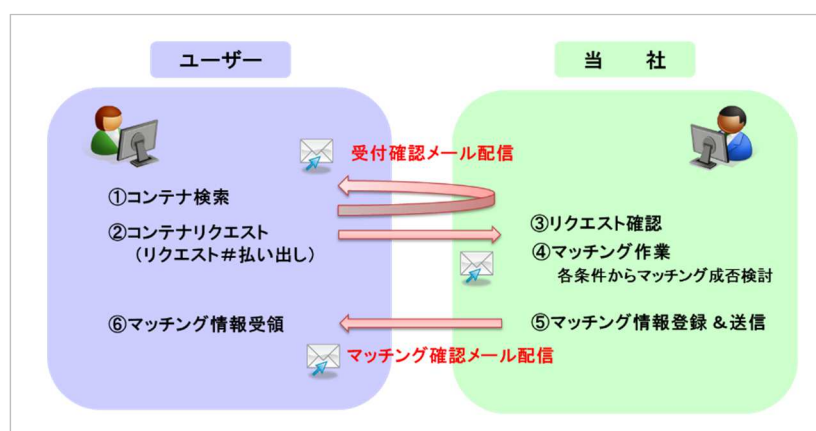 ユーザー
当　　社
受付確認メール配信
①コンテナ検索
②コンテナリクエスト
（リクエスト＃払い出し）
③リクエスト確認
④マッチング作業
各条件からマッチング成否検討
⑤マッチング情報登録＆送信
⑥マッチング情報受領
マッチング確認メール配信